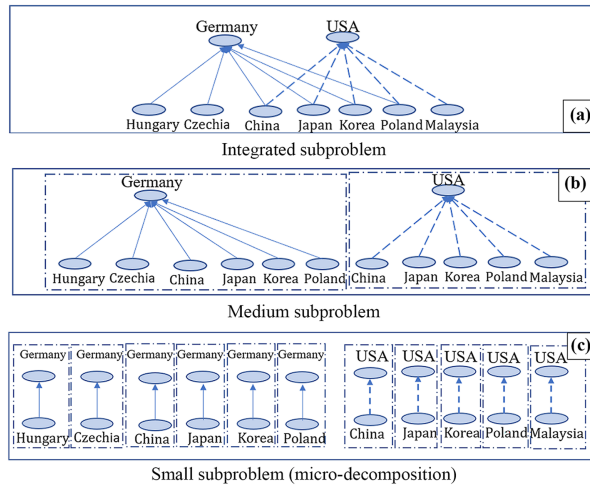 Germany USA
Hungary Czechia China Japan Korea Poland Malaysia (a)
Integrated subproblem
Germany USA (b)
Hungary Czechia China Japan Korea Poland China Japan Korea Poland Malaysia
Medium subproblem
(c)
Germany Germany Germany Germany Germany Germany USA USA USA USA USA
Hungary Czechia China Japan Korea Poland China Japan Korea Poland Malaysia
Small subproblem (micro-decomposition)